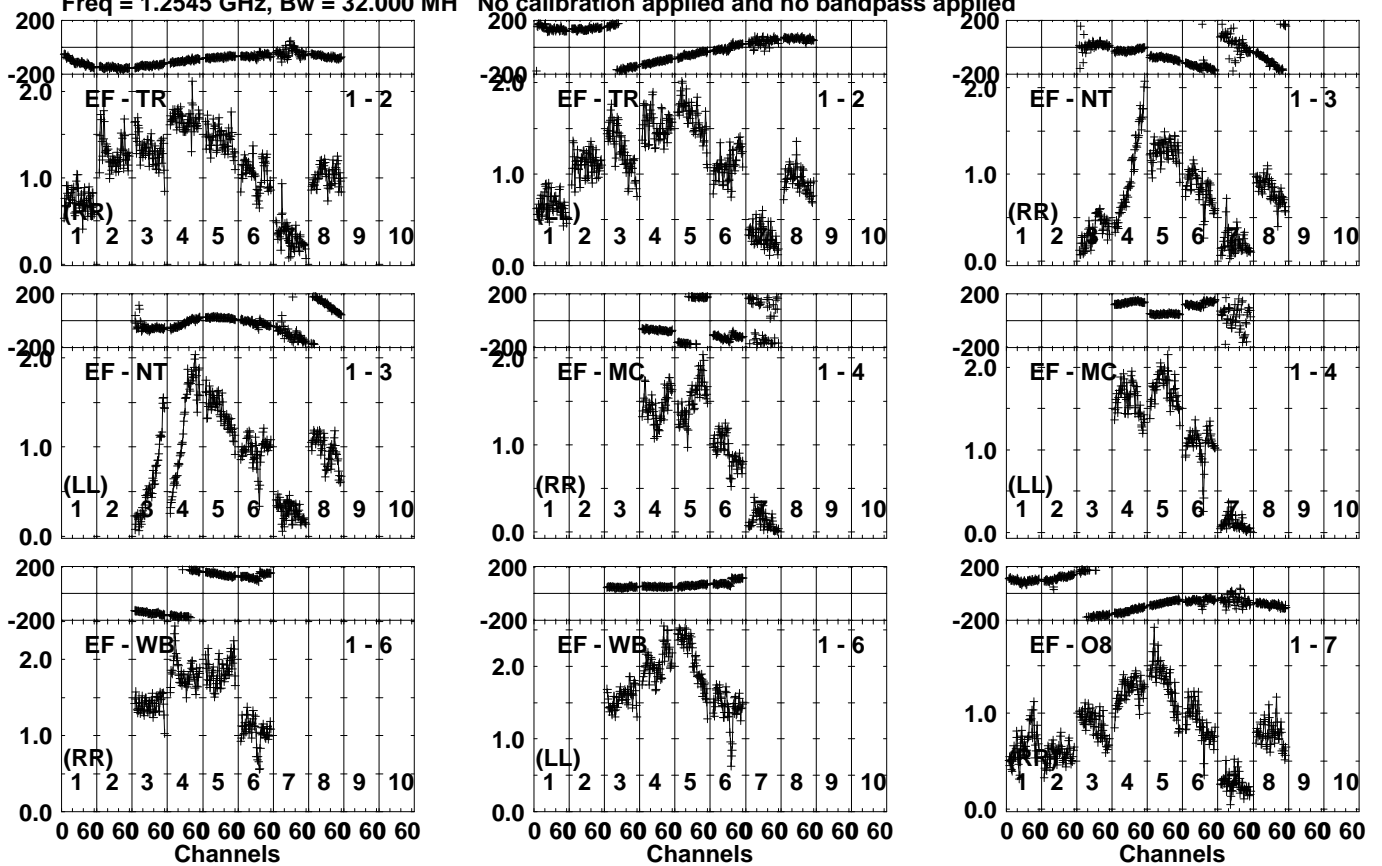 Freq = 1.2545 GHz, Bw = 32.000 MH No calibration applied and no bandpass applied
200 200 200
-200 -200 -200
2.0 EF - TR 1 - 2 2.0 EF - TR 1 - 2 2.0 EF - NT 1 - 3
1.0 1.0 1.0
(RR) (LL) (RR)
1 2 3 4 5 6 7 8 9 10 1 2 3 4 5 6 7 8 9 10 1 2 3 4 5 6 7 8 9 10
0.0 0.0 0.0
200 200 200
-200 -200 -200
2.0 EF - NT 1 - 3 2.0 EF - MC 1 - 4 2.0 EF - MC 1 - 4
1.0 1.0 1.0
(LL) (RR) (LL)
1 2 3 4 5 6 7 8 9 10 1 2 3 4 5 6 7 8 9 10 1 2 3 4 5 6 7 8 9 10
0.0 0.0 0.0
200 200 200
-200 -200 -200
EF - WB 1 - 6 EF - WB 1 - 6 EF - O8 1 - 7
2.0 2.0 2.0
1.0 1.0 1.0
(RR) (LL) (RR)
1 2 3 4 5 6 7 8 9 10 1 2 3 4 5 6 7 8 9 10 1 2 3 4 5 6 7 8 9 10
0.0 0.0 0.0
0 60 60 60 60 60 60 60 60 60 60 0 60 60 60 60 60 60 60 60 60 60 0 60 60 60 60 60 60 60 60 60 60
Channels Channels Channels